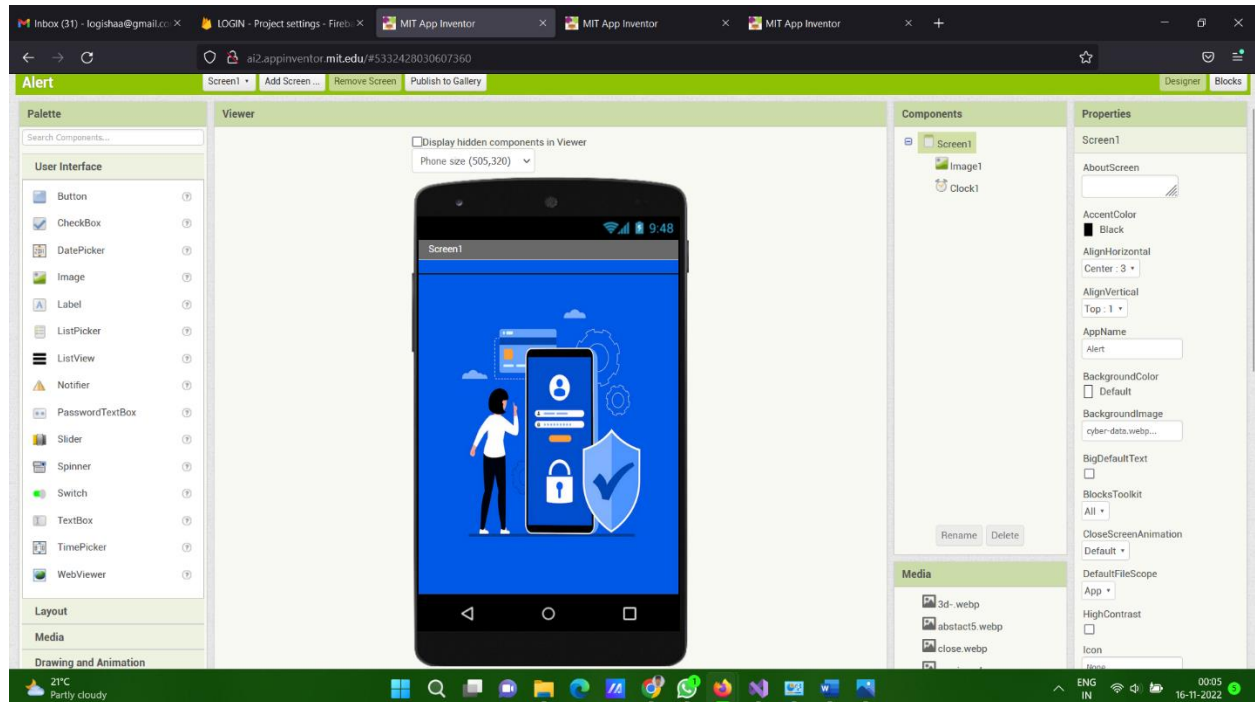 Inbox (31) - logishaa@gmail.co
LOGIN - Project settings - Fireba
MIT App Inventor
MIT App Inventor
MIT App Inventor
ai2.appinventor.mit.edu/#5332428030607360
Alert
Screen1
Add Screen ...
Remove Screen
Publish to Gallery
Designer
Blocks
Palette
Viewer
Components
Properties
Search Components...
User Interface
Button
CheckBox
DatePicker
Image
Label
ListPicker
ListView
Notifier
PasswordTextBox
Slider
Spinner
Switch
TextBox
TimePicker
WebViewer
Layout
Media
Drawing and Animation
Display hidden components in Viewer
Phone size (505,320)
9:48
Screen1
Screen1
Image1
Clock1
Rename Delete
Media
3d-.webp
abstact5.webp
close.webp
Screen1
AboutScreen
AccentColor
Black
AlignHorizontal
Center : 3
AlignVertical
Top : 1
AppName
Alert
BackgroundColor
Default
BackgroundImage
cyber-data.webp...
BigDefaultText
BlocksToolkit
All
CloseScreenAnimation
Default
DefaultFileScope
App
HighContrast
Icon
None
21°C
Partly cloudy
ENG
IN
00:05
16-11-2022
5